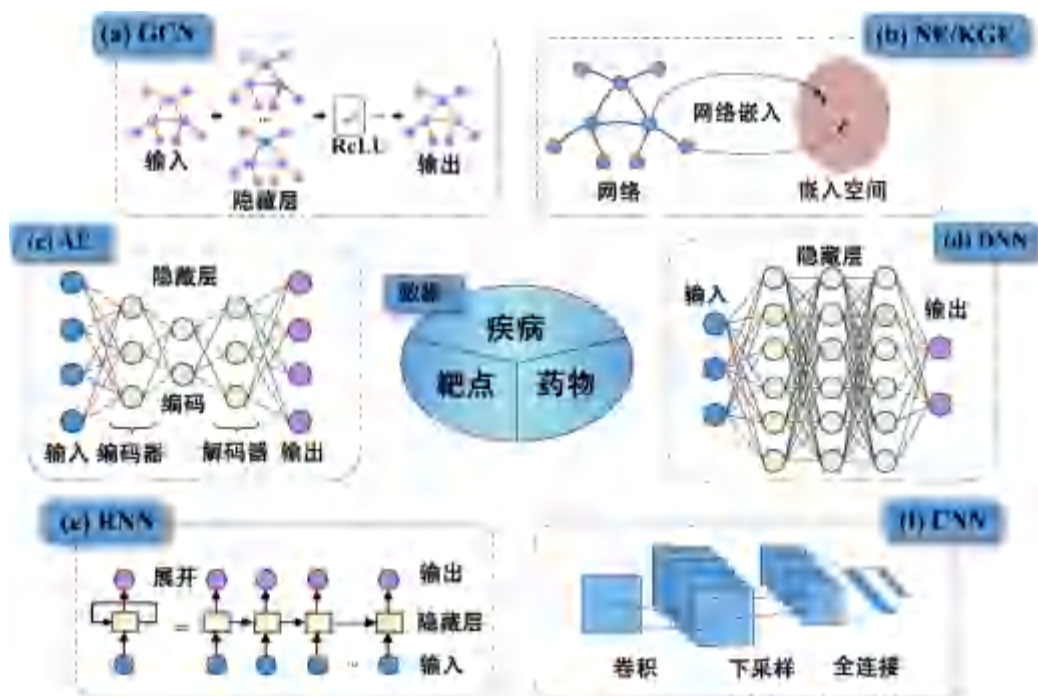 (a) GCN
输入
...
隐藏层
ReLU
输出
(b) NE/KGE
网络嵌入
网络
嵌入空间
(c) AE
隐藏层
编码
输入 编码器 解码器 输出
数据
疾病
靶点
药物
(d) DNN
隐藏层
输入
输出
(e) RNN
展开
=
...
输出
隐藏层
输入
(f) CNN
卷积
下采样
全连接